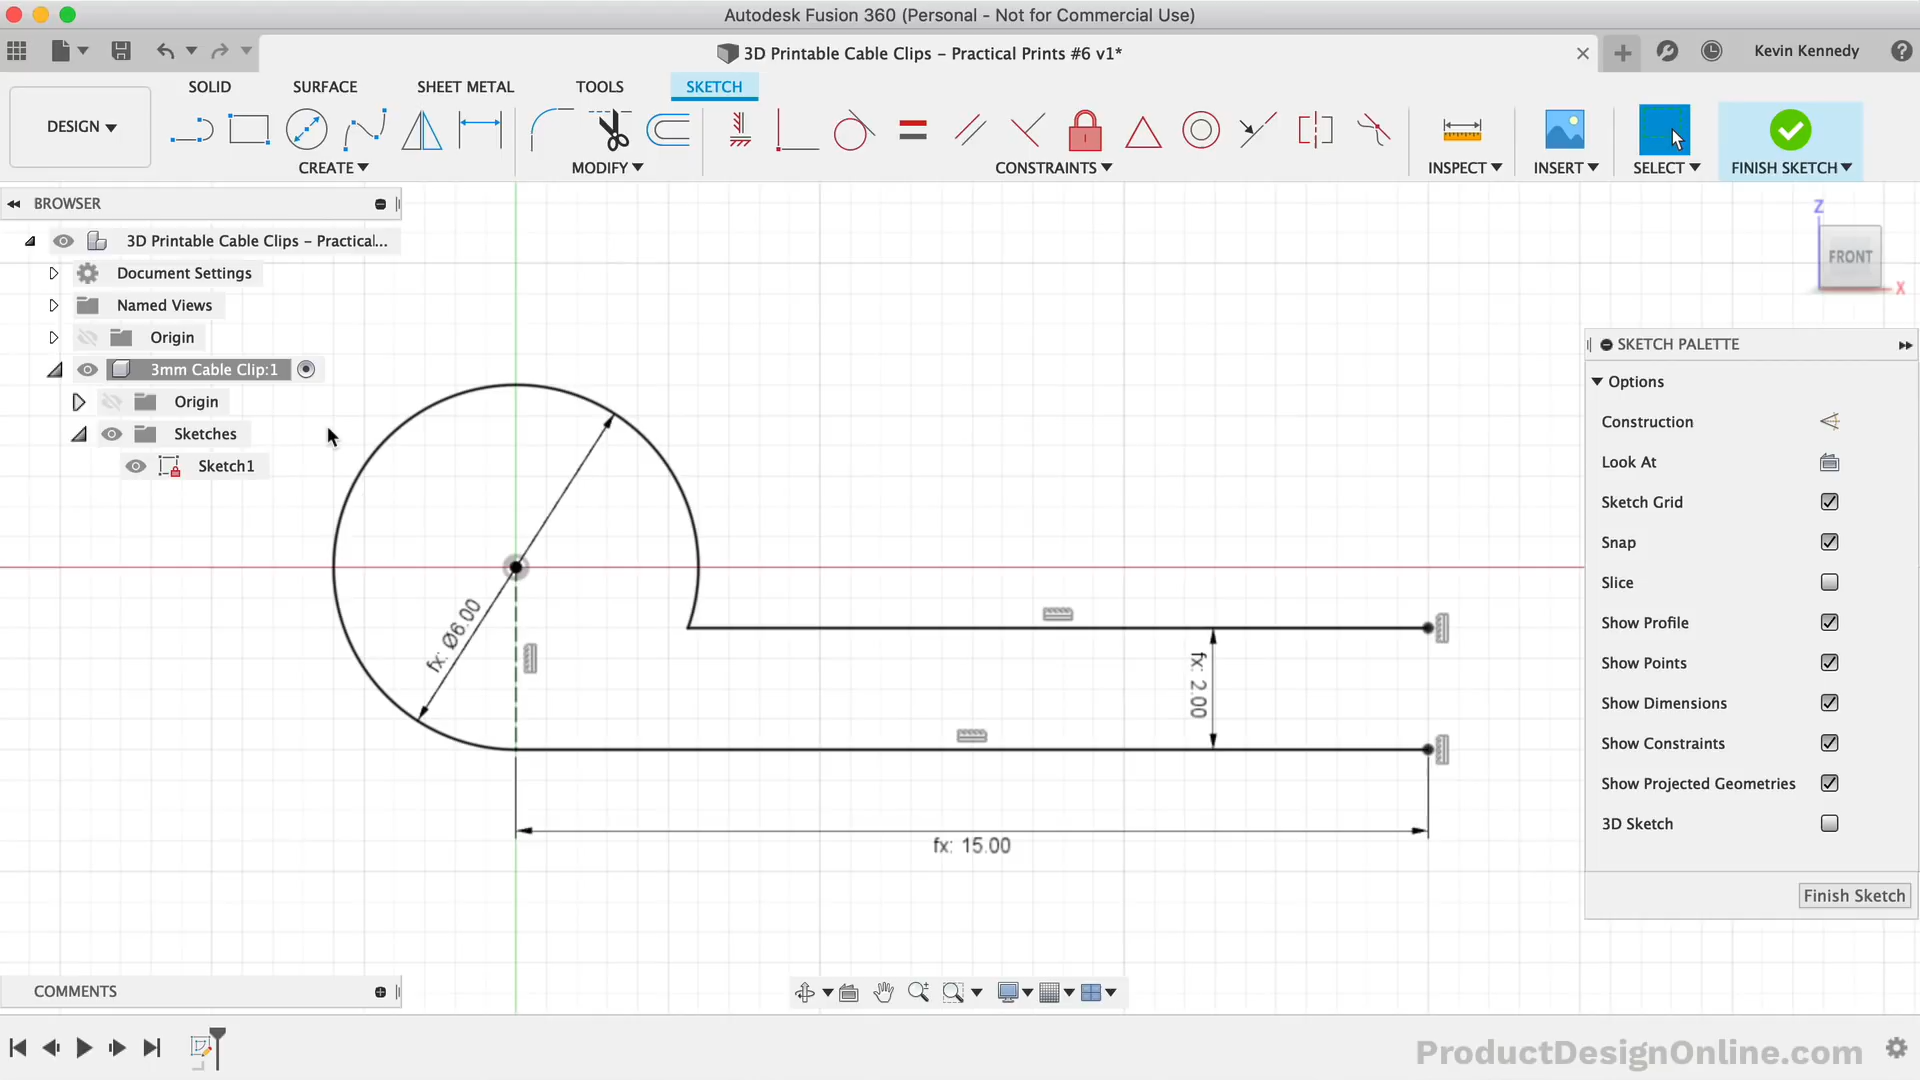 Autodesk Fusion 360 (Personal - Not for Commercial Use)
3D Printable Cable Clips – Practical Prints #6 v1*
Kevin Kennedy
SOLID
SURFACE
SHEET METAL
TOOLS
SKETCH
DESIGN
CREATE
MODIFY
CONSTRAINTS
INSPECT
INSERT
SELECT
FINISH SKETCH
BROWSER
3D Printable Cable Clips – Practical...
Document Settings
Named Views
Origin
3mm Cable Clip:1
Origin
Sketches
Sketch1
Z
FRONT
X
SKETCH PALETTE
Options
Construction
Look At
Sketch Grid
Snap
Slice
Show Profile
Show Points
Show Dimensions
Show Constraints
Show Projected Geometries
3D Sketch
Finish Sketch
fx: Ø6.00
fx: 2.00
fx: 15.00
COMMENTS
ProductDesignOnline.com